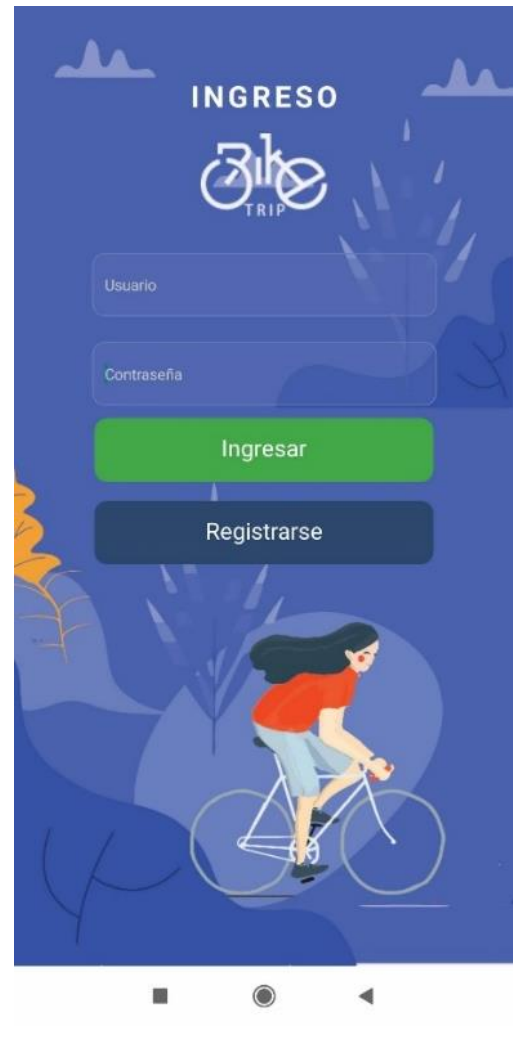 INGRESO
Bike
TRIP
Usuario
Contraseña
Ingresar
Registrarse